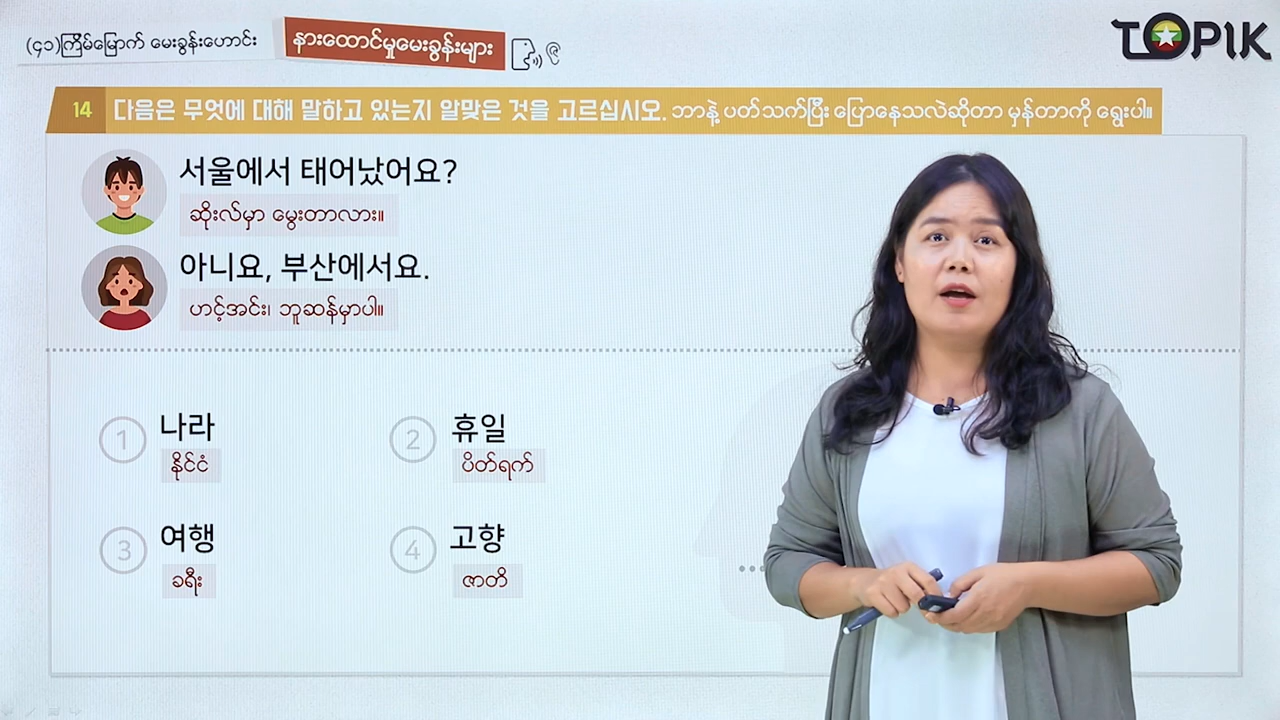 (၄၁)ကြိမ်မြောက် မေးခွန်းဟောင်း
နားထောင်မှုမေးခွန်းများ
TOPIK
14 다음은 무엇에 대해 말하고 있는지 알맞은 것을 고르십시오. ဘာနဲ့ ပတ်သက်ပြီး ပြောနေသလဲဆိုတာ မှန်တာကို ရွေးပါ။
서울에서 태어났어요?
ဆိုးလ်မှာ မွေးတာလား။
아니요, 부산에서요.
ဟင့်အင်း၊ ဘူဆန်မှာပါ။
1 나라
နိုင်ငံ
2 휴일
ပိတ်ရက်
3 여행
ခရီး
4 고향
ဇာတိ